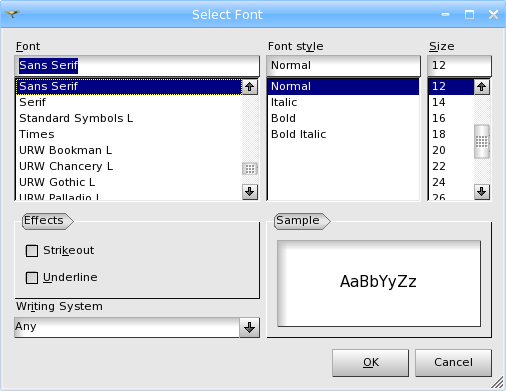 Select Font
Font
Font style
Size
Sans Serif
Normal
12
Sans Serif
Serif
Standard Symbols L
Times
URW Bookman L
URW Chancery L
URW Gothic L
URW Palladio L
Normal
Italic
Bold
Bold Italic
12
14
16
18
20
22
24
26
Effects
Strikeout
Underline
Sample
AaBbYyZz
Writing System
Any
OK
Cancel